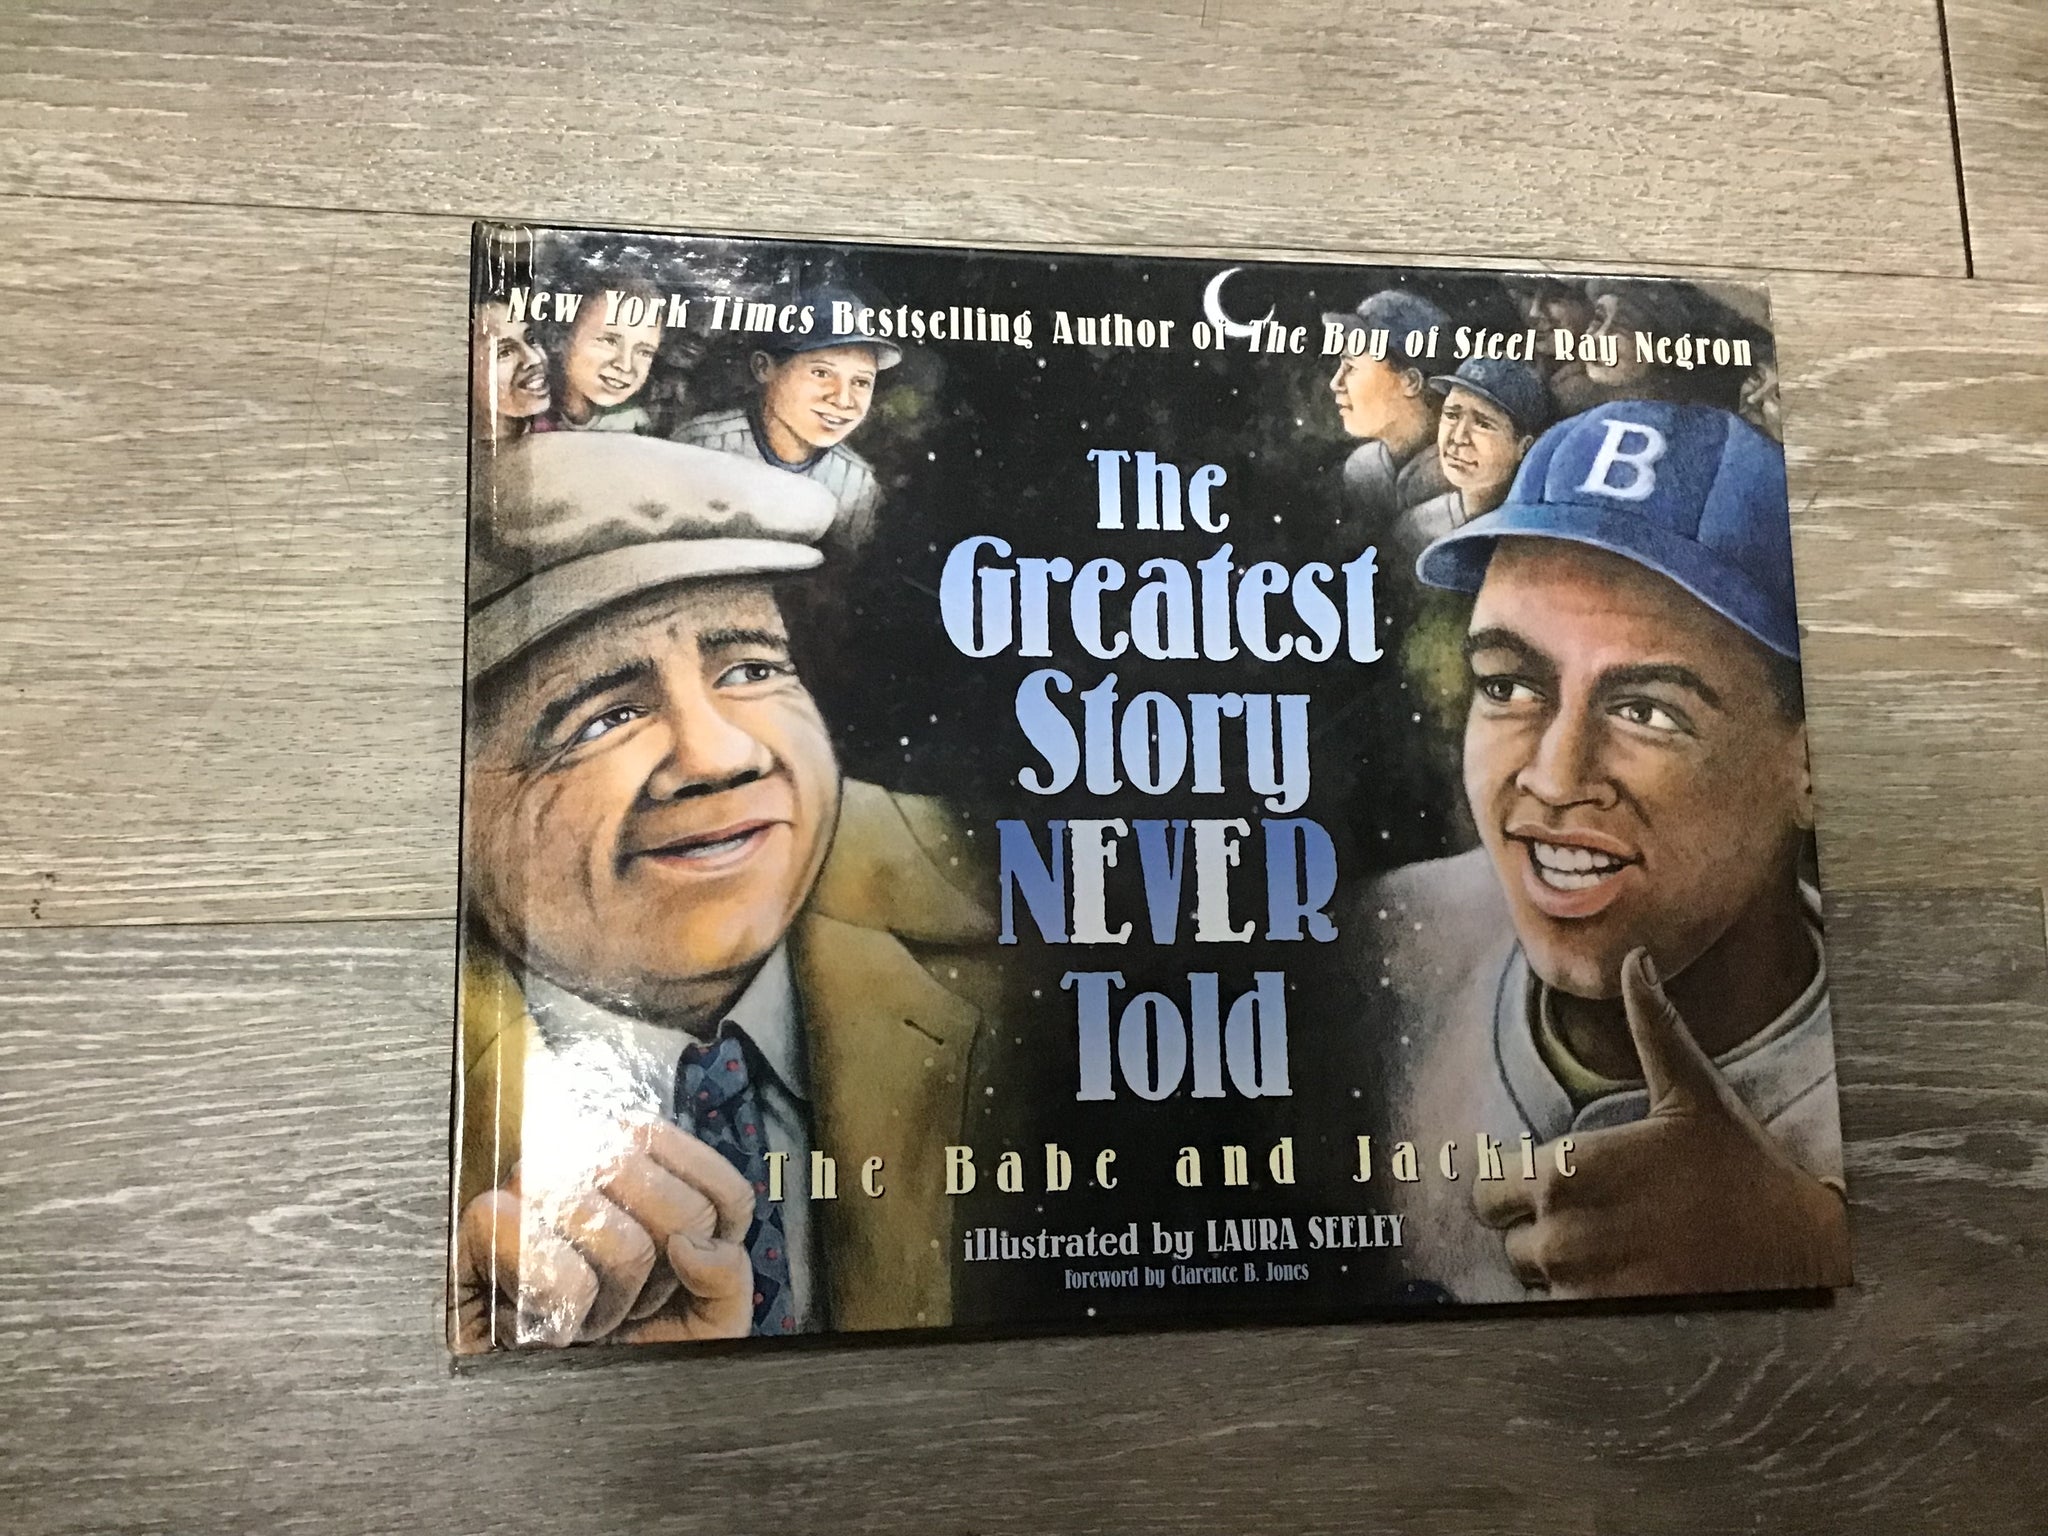 New York Times Bestselling Author of The Boy of Steel Ray Negron
B
B
The
Greatest
Story
NEVER
Told
The Babe and Jackie
illustrated by LAURA SEELEY
Foreword by Clarence B. Jones